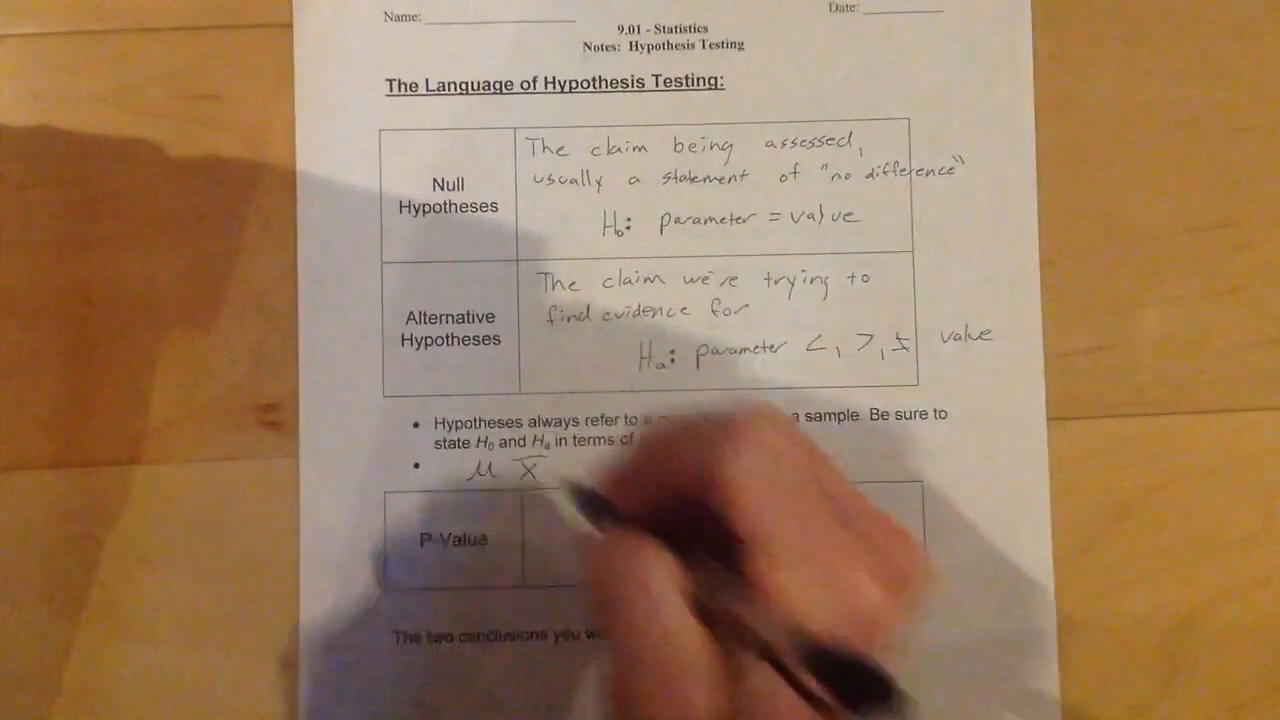 Name: Date:
9.01 - Statistics
Notes: Hypothesis Testing
The Language of Hypothesis Testing:
Null
Hypotheses
The claim being assessed,
usually a statement of "no difference"
H₀: parameter = value
Alternative
Hypotheses
The claim we're trying to
find evidence for
Hₐ: parameter <, >, ≠ value
• Hypotheses always refer to a sample. Be sure to
state H₀ and Hₐ in terms of
• μ x̄
P-Value
The two conclusions you